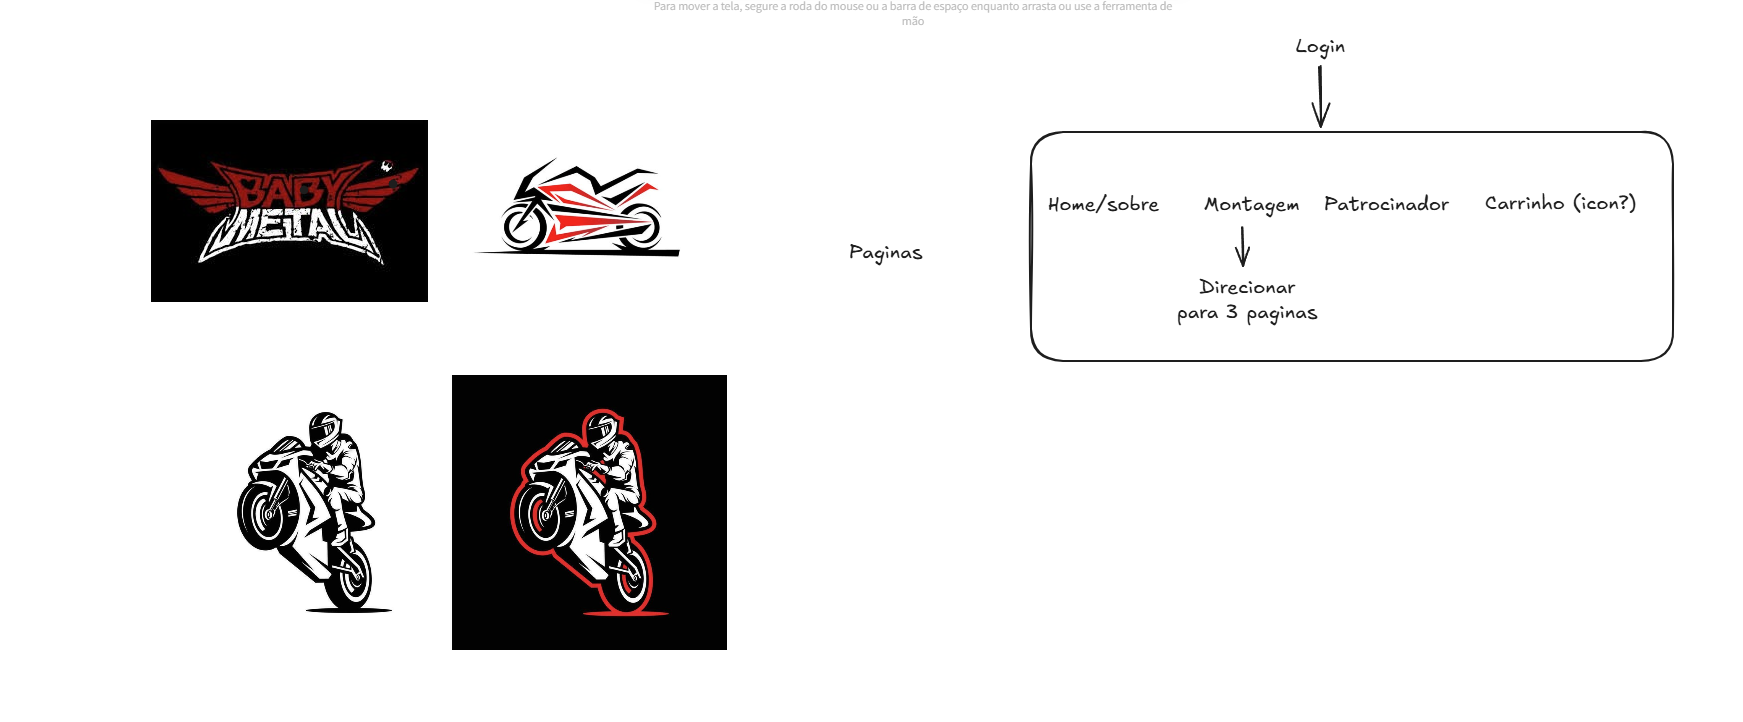 Para mover a tela, segure a roda do mouse ou a barra de espaço enquanto arrasta ou use a ferramenta de
mão
Login
BABY
METAL
Home/sobre
Montagem
Patrocinador
Carrinho (icon?)
Paginas
Direcionar
para 3 paginas